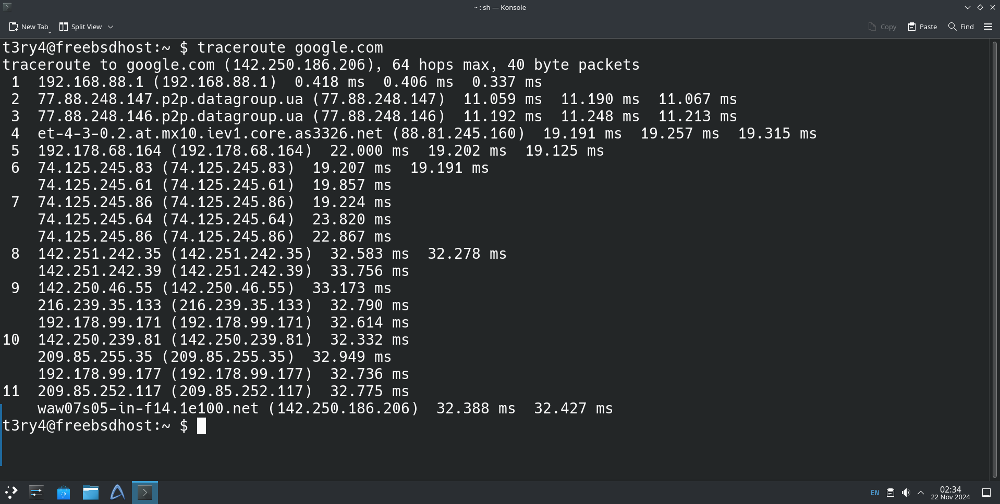 ~ : sh — Konsole
New Tab Split View Copy Paste Find
t3ry4@freebsdhost:~ $ traceroute google.com
traceroute to google.com (142.250.186.206), 64 hops max, 40 byte packets
1 192.168.88.1 (192.168.88.1) 0.418 ms 0.406 ms 0.337 ms
2 77.88.248.147.p2p.datagroup.ua (77.88.248.147) 11.059 ms 11.190 ms 11.067 ms
3 77.88.248.146.p2p.datagroup.ua (77.88.248.146) 11.192 ms 11.248 ms 11.213 ms
4 et-4-3-0.2.at.mx10.iev1.core.as3326.net (88.81.245.160) 19.191 ms 19.257 ms 19.315 ms
5 192.178.68.164 (192.178.68.164) 22.000 ms 19.202 ms 19.125 ms
6 74.125.245.83 (74.125.245.83) 19.207 ms 19.191 ms
74.125.245.61 (74.125.245.61) 19.857 ms
7 74.125.245.86 (74.125.245.86) 19.224 ms
74.125.245.64 (74.125.245.64) 23.820 ms
74.125.245.86 (74.125.245.86) 22.867 ms
8 142.251.242.35 (142.251.242.35) 32.583 ms 32.278 ms
142.251.242.39 (142.251.242.39) 33.756 ms
9 142.250.46.55 (142.250.46.55) 33.173 ms
216.239.35.133 (216.239.35.133) 32.790 ms
192.178.99.171 (192.178.99.171) 32.614 ms
10 142.250.239.81 (142.250.239.81) 32.332 ms
209.85.255.35 (209.85.255.35) 32.949 ms
192.178.99.177 (192.178.99.177) 32.736 ms
11 209.85.252.117 (209.85.252.117) 32.775 ms
waw07s05-in-f14.1e100.net (142.250.186.206) 32.388 ms 32.427 ms
t3ry4@freebsdhost:~ $
EN 02:34
22 Nov 2024